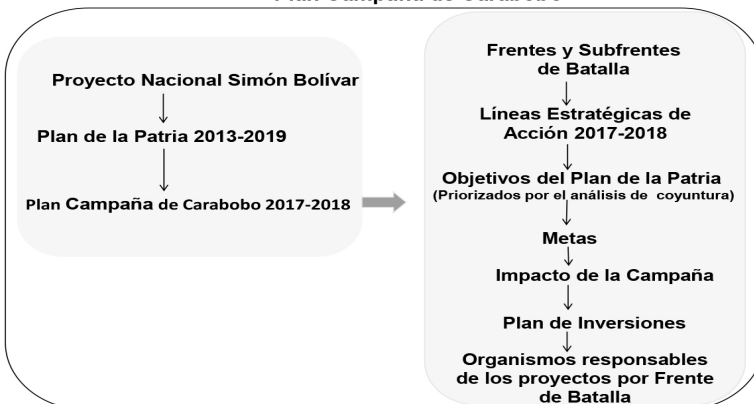 Proyecto Nacional Simón Bolívar
Plan de la Patria 2013-2019
Plan Campaña de Carabobo 2017-2018
Frentes y Subfrentes
de Batalla
Líneas Estratégicas de
Acción 2017-2018
Objetivos del Plan de la Patria
(Priorizados por el análisis de coyuntura)
Metas
Impacto de la Campaña
Plan de Inversiones
Organismos responsables
de los proyectos por Frente
de Batalla